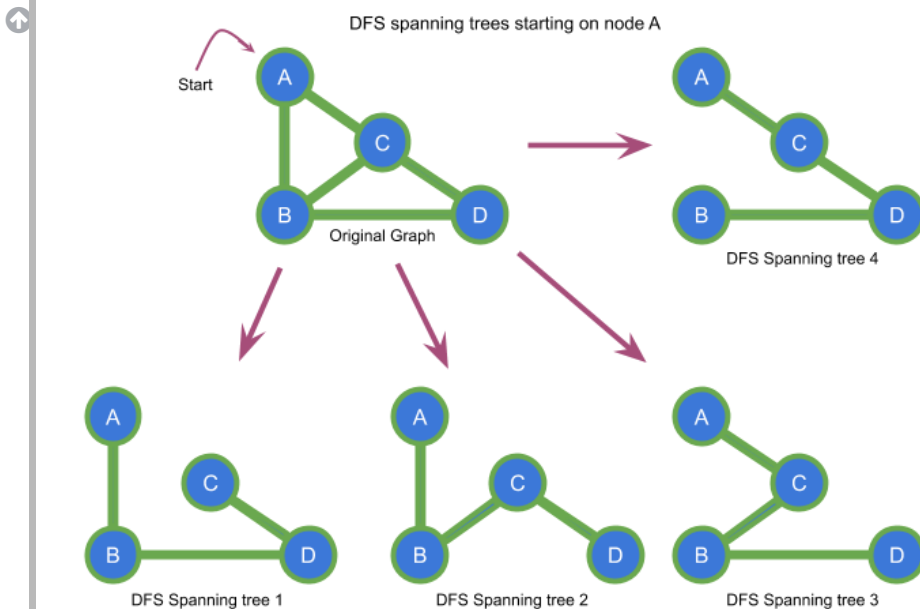 DFS spanning trees starting on node A
Start
A
C
B
D
Original Graph
A
C
B
D
DFS Spanning tree 4
A
C
B
D
DFS Spanning tree 1
A
C
B
D
DFS Spanning tree 2
A
C
B
D
DFS Spanning tree 3